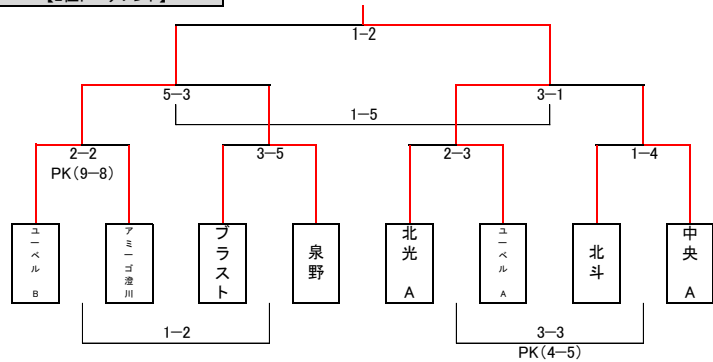 1−2
5−3
3−1
1−5
2−2
PK(9−8)
3−5
2−3
1−4
ユーベル B
アミーゴ澄川
ブラスト
泉野
北光 A
ユーベル A
北斗
中央 A
1−2
3−3
PK(4−5)